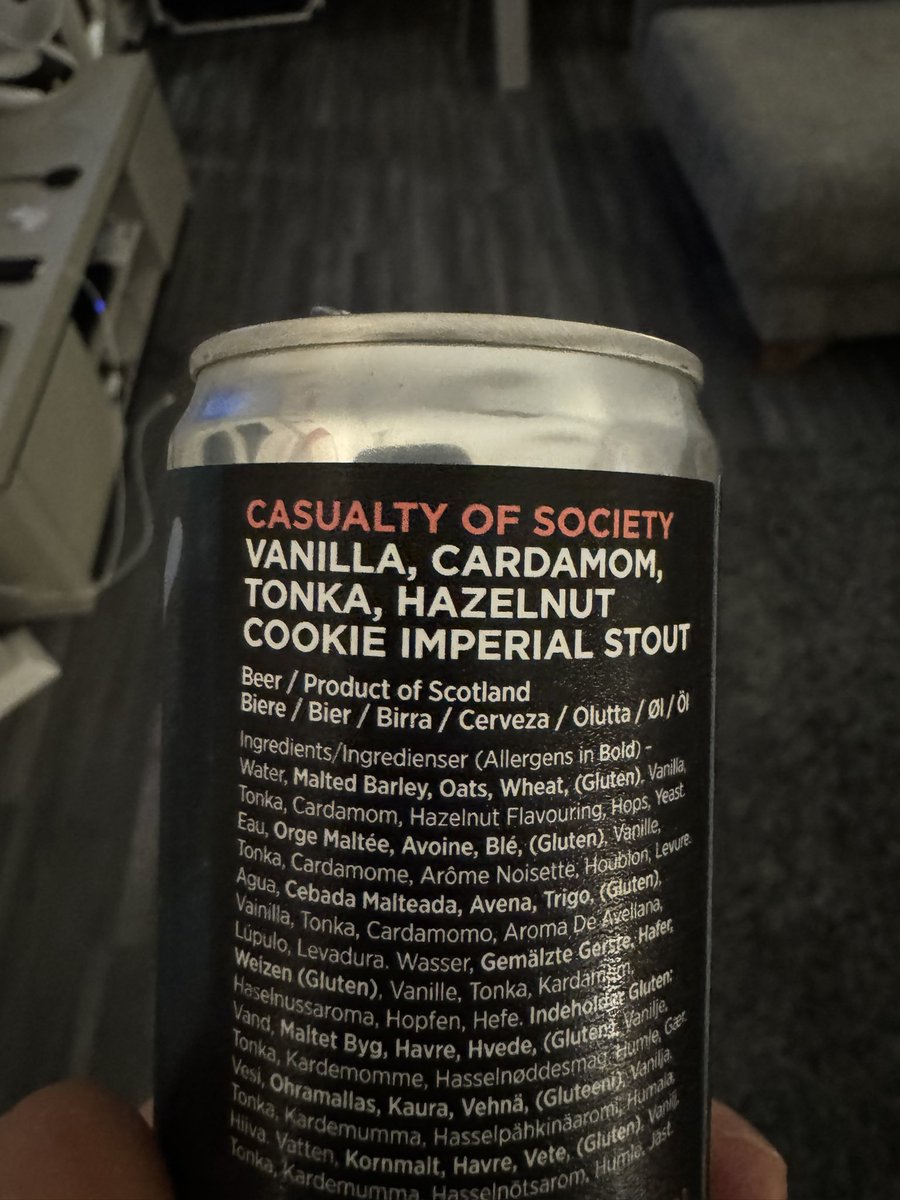 CASUALTY OF SOCIETY
VANILLA, CARDAMOM,
TONKA, HAZELNUT
COOKIE IMPERIAL STOUT
Beer / Product of Scotland
Biere / Bier / Birra / Cerveza / Olutta / Øl / Öl
Ingredients/Ingredienser (Allergens in Bold) -
Water, Malted Barley, Oats, Wheat, (Gluten), Vanilla,
Tonka, Cardamom, Hazelnut Flavouring, Hops, Yeast.
Eau, Orge Maltée, Avoine, Blé, (Gluten), Vanille,
Tonka, Cardamome, Arôme Noisette, Houblon, Levure.
Agua, Cebada Malteada, Avena, Trigo, (Gluten),
Vainilla, Tonka, Cardamomo, Aroma De Avellana,
Lúpulo, Levadura. Wasser, Gemälzte Gerste, Hafer,
Weizen (Gluten), Vanille, Tonka, Kardamom,
Haselnussaroma, Hopfen, Hefe. Indeholder Gluten:
Vand, Maltet Byg, Havre, Hvede, (Gluten), Vanilje,
Tonka, Kardemomme, Hasselnøddesmag, Humle, Gær.
Vesi, Ohramallas, Kaura, Vehnä, (Gluteeni), Vanilja,
Tonka, Kardemumma, Hasselpähkinäaromi, Humala,
Hiiva. Vatten, Kornmalt, Havre, Vete, (Gluten), Vanilj,
Tonka, Kardemumma, Hasselnötsarom, Humle, Jäst.